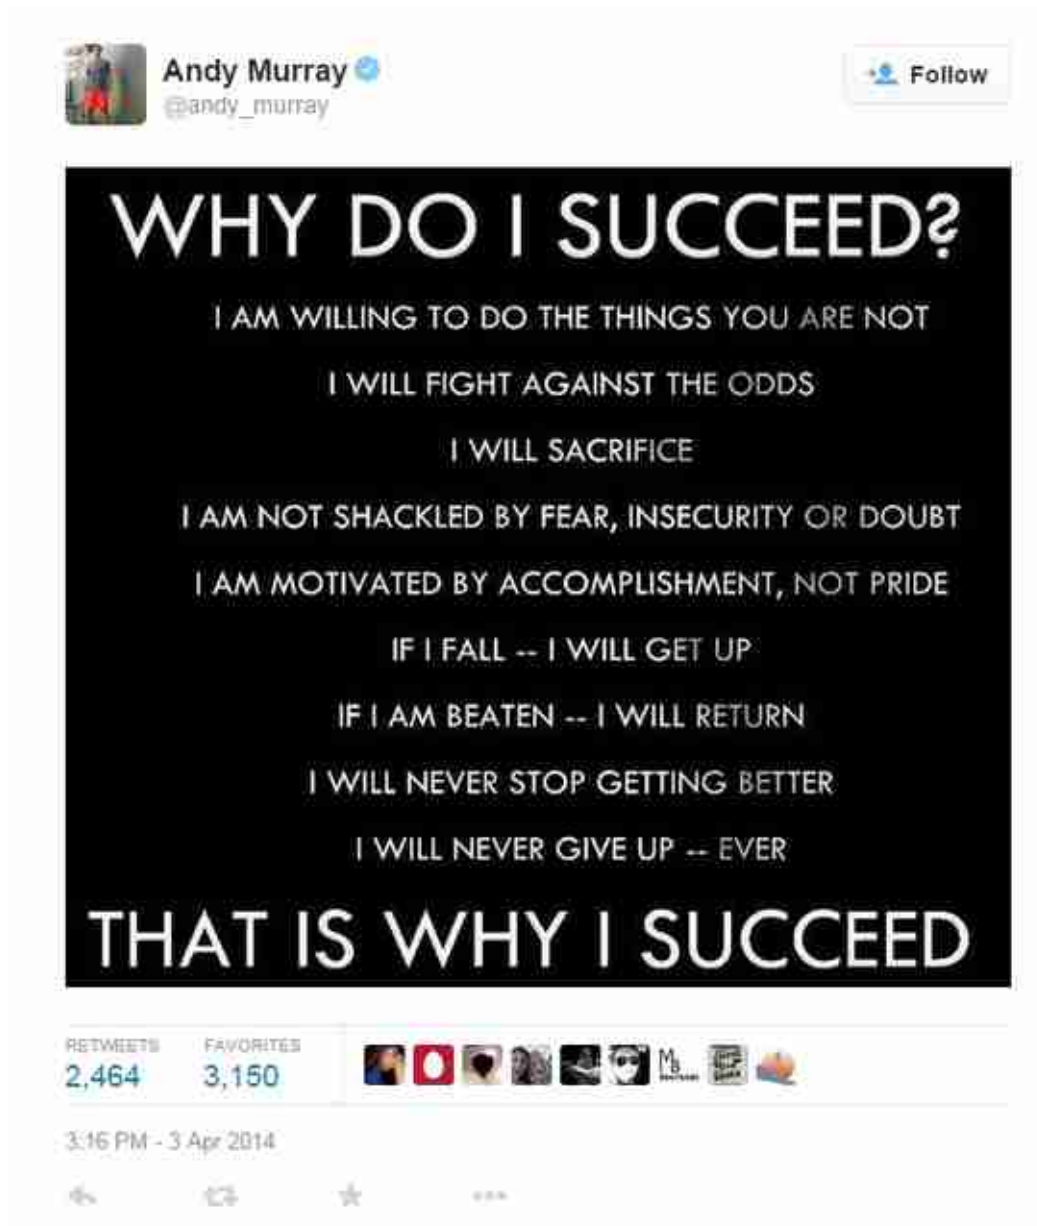 Andy Murray
@andy_murray
Follow
WHY DO I SUCCEED?
I AM WILLING TO DO THE THINGS YOU ARE NOT
I WILL FIGHT AGAINST THE ODDS
I WILL SACRIFICE
I AM NOT SHACKLED BY FEAR, INSECURITY OR DOUBT
I AM MOTIVATED BY ACCOMPLISHMENT, NOT PRIDE
IF I FALL -- I WILL GET UP
IF I AM BEATEN -- I WILL RETURN
I WILL NEVER STOP GETTING BETTER
I WILL NEVER GIVE UP -- EVER
THAT IS WHY I SUCCEED
RETWEETS FAVORITES
2,464 3,150
3:16 PM - 3 Apr 2014